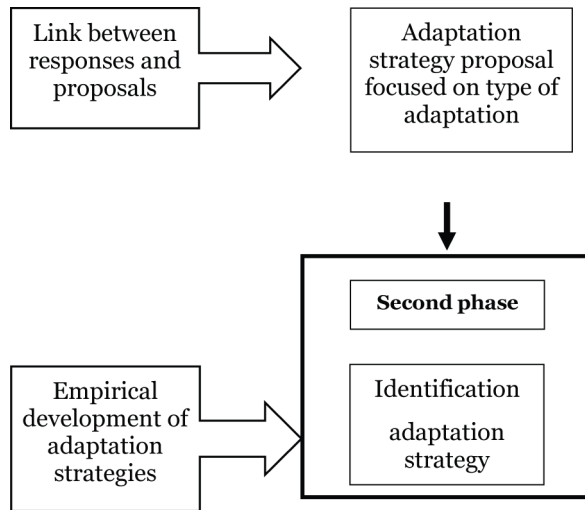 Link between
responses and
proposals
Adaptation
strategy proposal
focused on type of
adaptation
Second phase
Empirical
development of
adaptation
strategies
Identification
adaptation
strategy